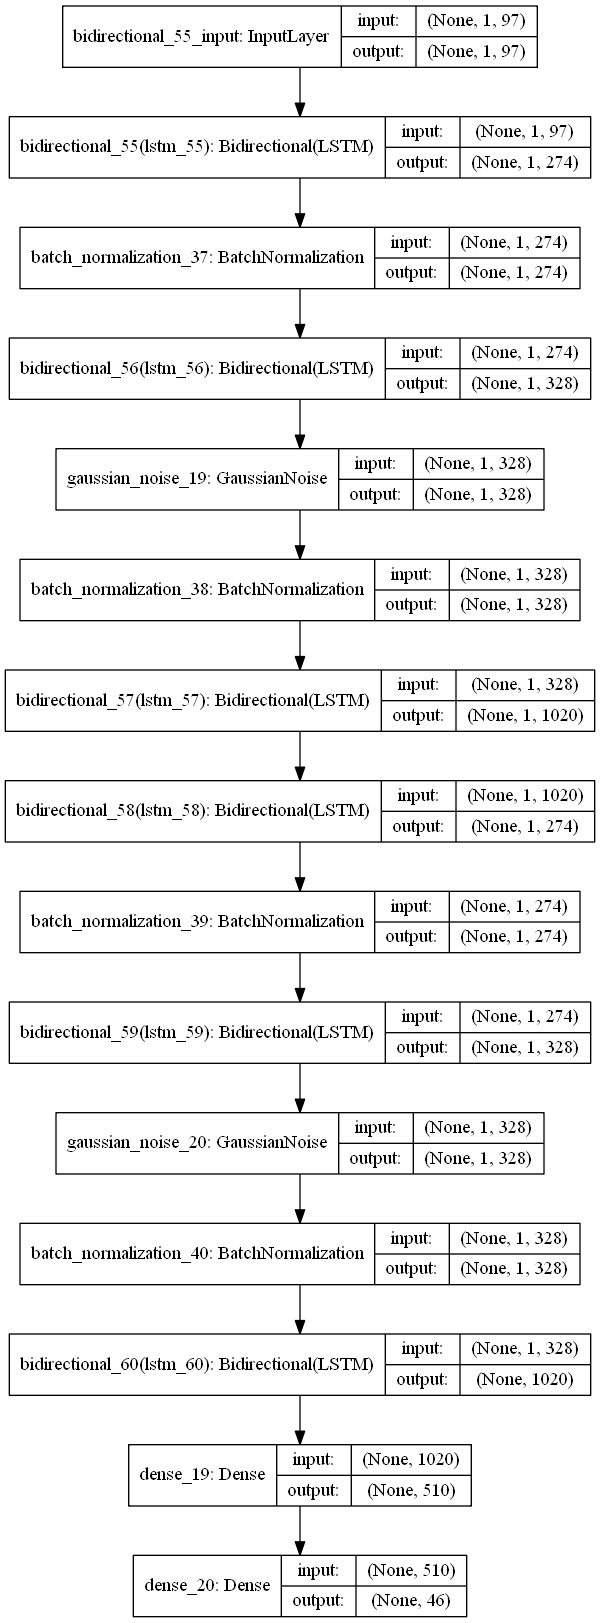 bidirectional_55_input: InputLayer
input: (None, 1, 97)
output: (None, 1, 97)
bidirectional_55(lstm_55): Bidirectional(LSTM)
input: (None, 1, 97)
output: (None, 1, 274)
batch_normalization_37: BatchNormalization
input: (None, 1, 274)
output: (None, 1, 274)
bidirectional_56(lstm_56): Bidirectional(LSTM)
input: (None, 1, 274)
output: (None, 1, 328)
gaussian_noise_19: GaussianNoise
input: (None, 1, 328)
output: (None, 1, 328)
batch_normalization_38: BatchNormalization
input: (None, 1, 328)
output: (None, 1, 328)
bidirectional_57(lstm_57): Bidirectional(LSTM)
input: (None, 1, 328)
output: (None, 1, 1020)
bidirectional_58(lstm_58): Bidirectional(LSTM)
input: (None, 1, 1020)
output: (None, 1, 274)
batch_normalization_39: BatchNormalization
input: (None, 1, 274)
output: (None, 1, 274)
bidirectional_59(lstm_59): Bidirectional(LSTM)
input: (None, 1, 274)
output: (None, 1, 328)
gaussian_noise_20: GaussianNoise
input: (None, 1, 328)
output: (None, 1, 328)
batch_normalization_40: BatchNormalization
input: (None, 1, 328)
output: (None, 1, 328)
bidirectional_60(lstm_60): Bidirectional(LSTM)
input: (None, 1, 328)
output: (None, 1020)
dense_19: Dense
input: (None, 1020)
output: (None, 510)
dense_20: Dense
input: (None, 510)
output: (None, 46)